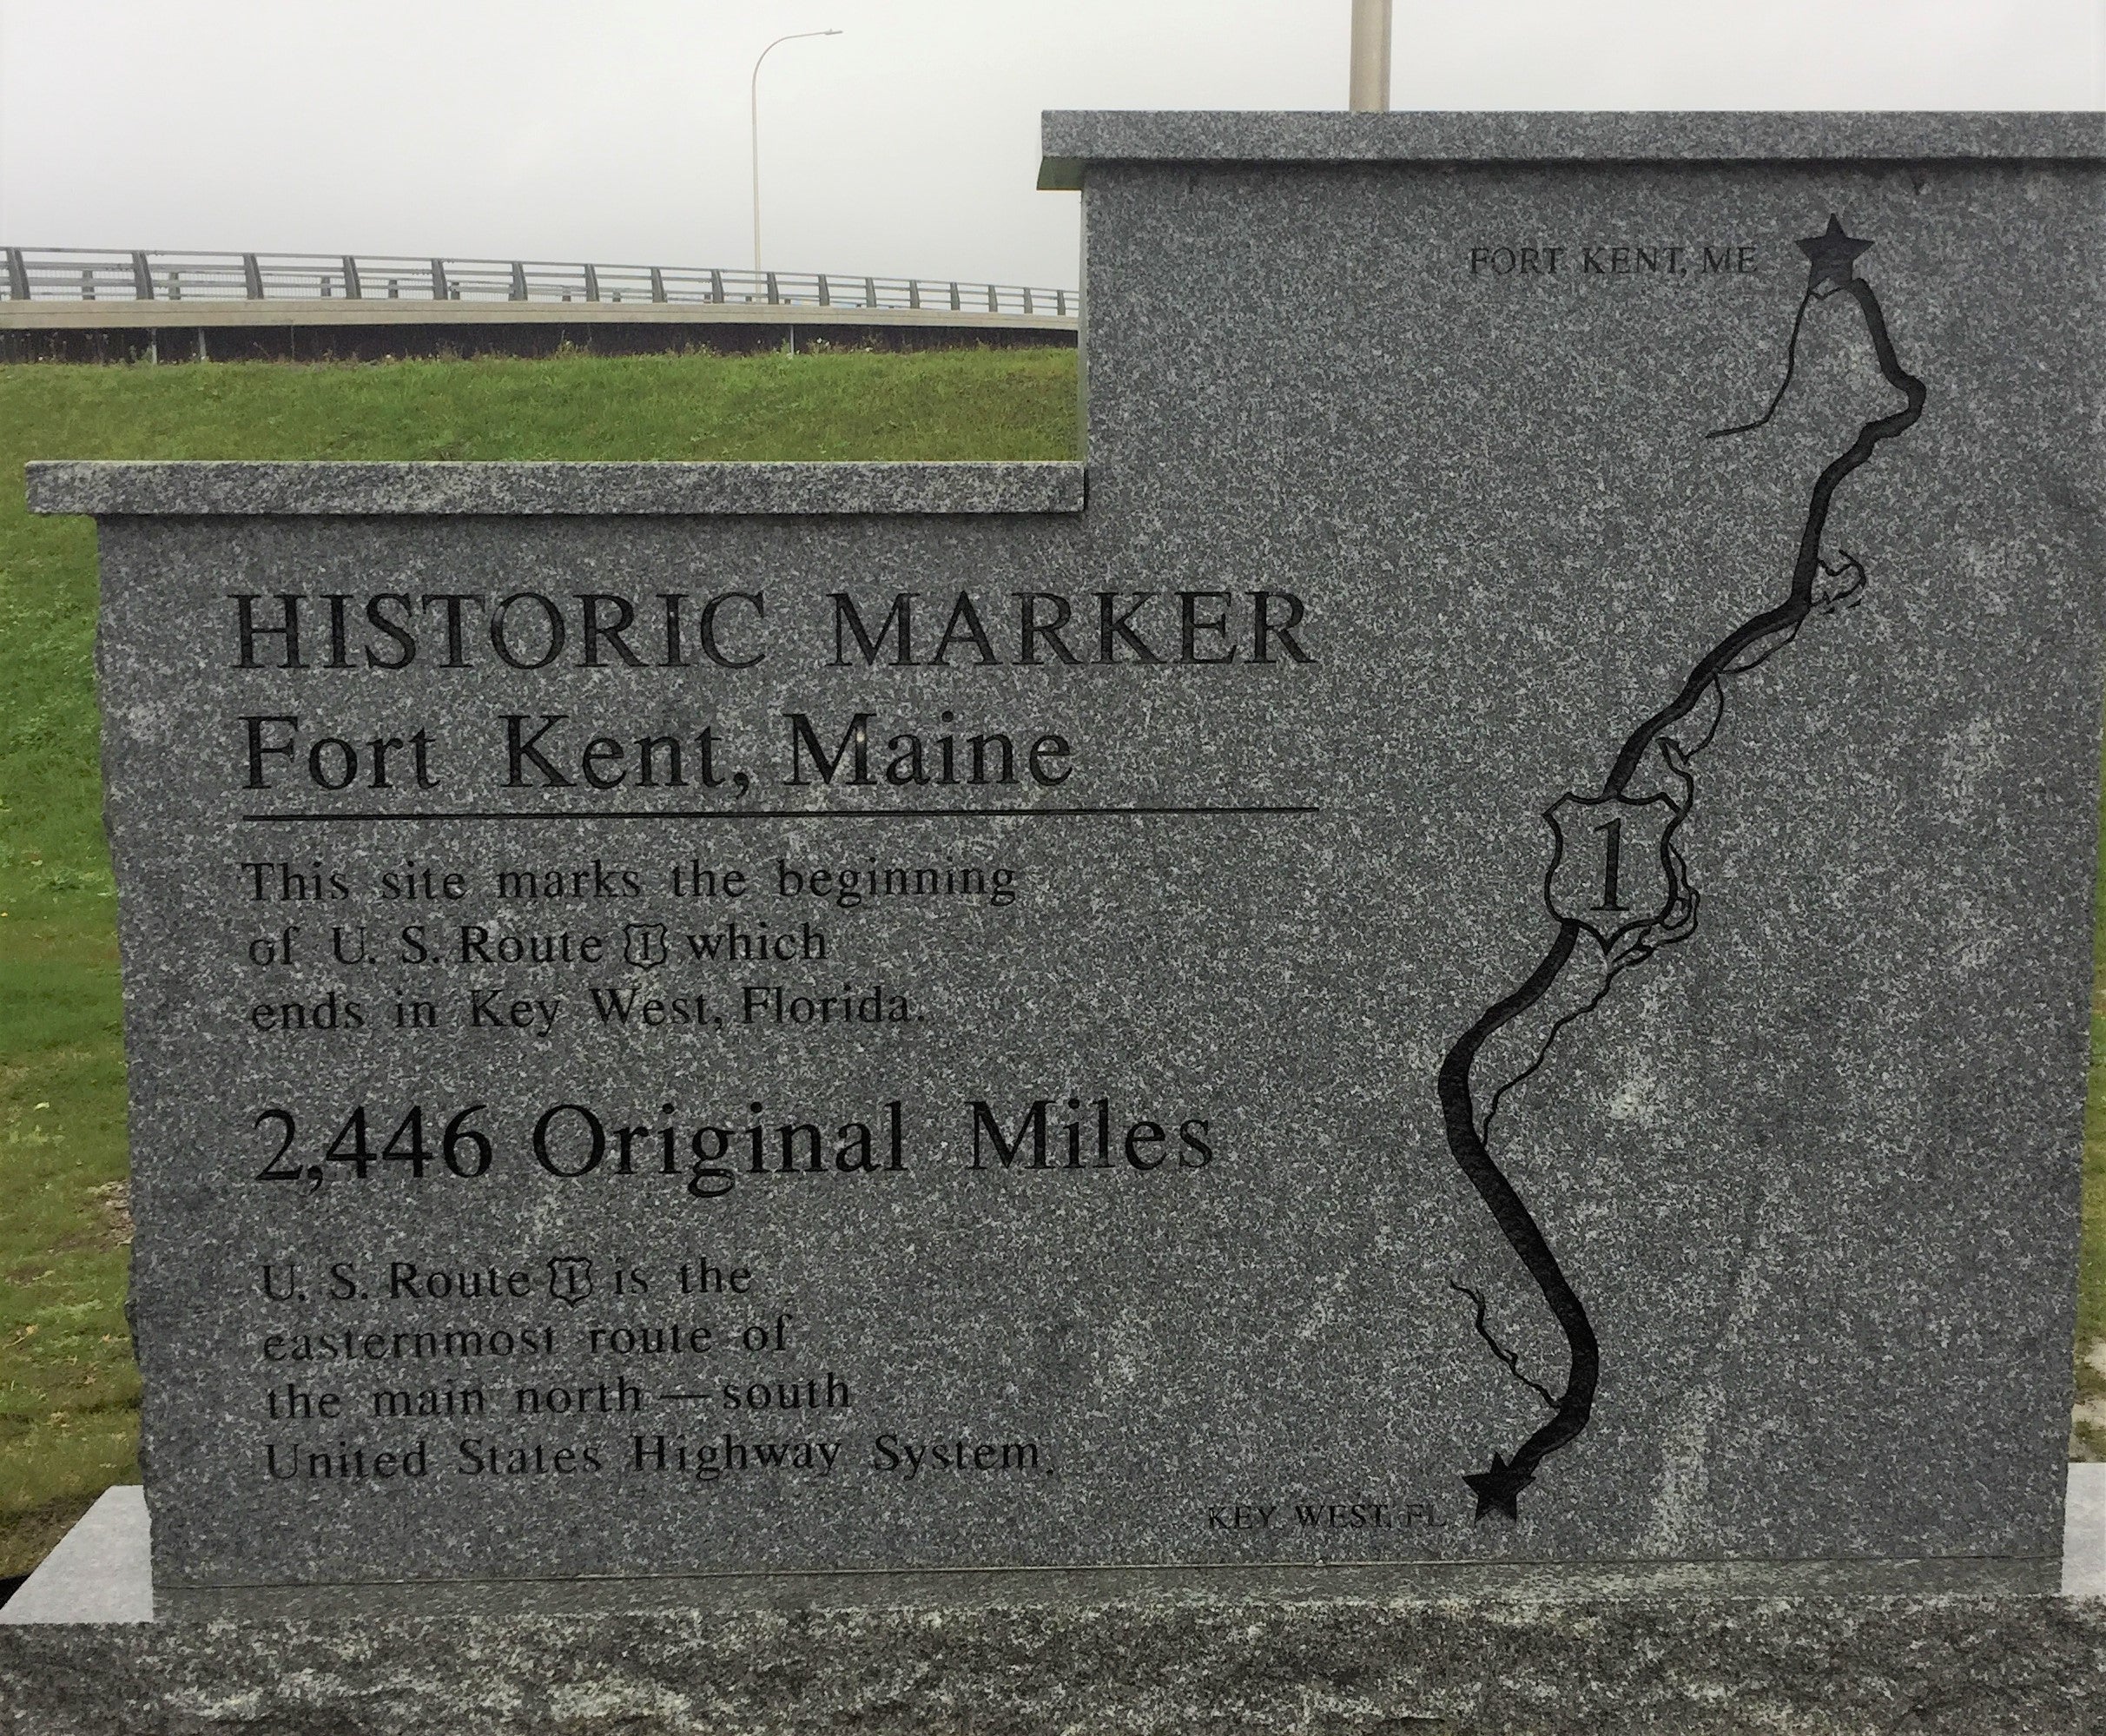 FORT KENT, ME
HISTORIC MARKER
Fort Kent, Maine
This site marks the beginning
of U. S. Route 1 which
ends in Key West, Florida.
1
2,446 Original Miles
U. S. Route 1 is the
easternmost route of
the main north — south
United States Highway System.
KEY WEST, FL